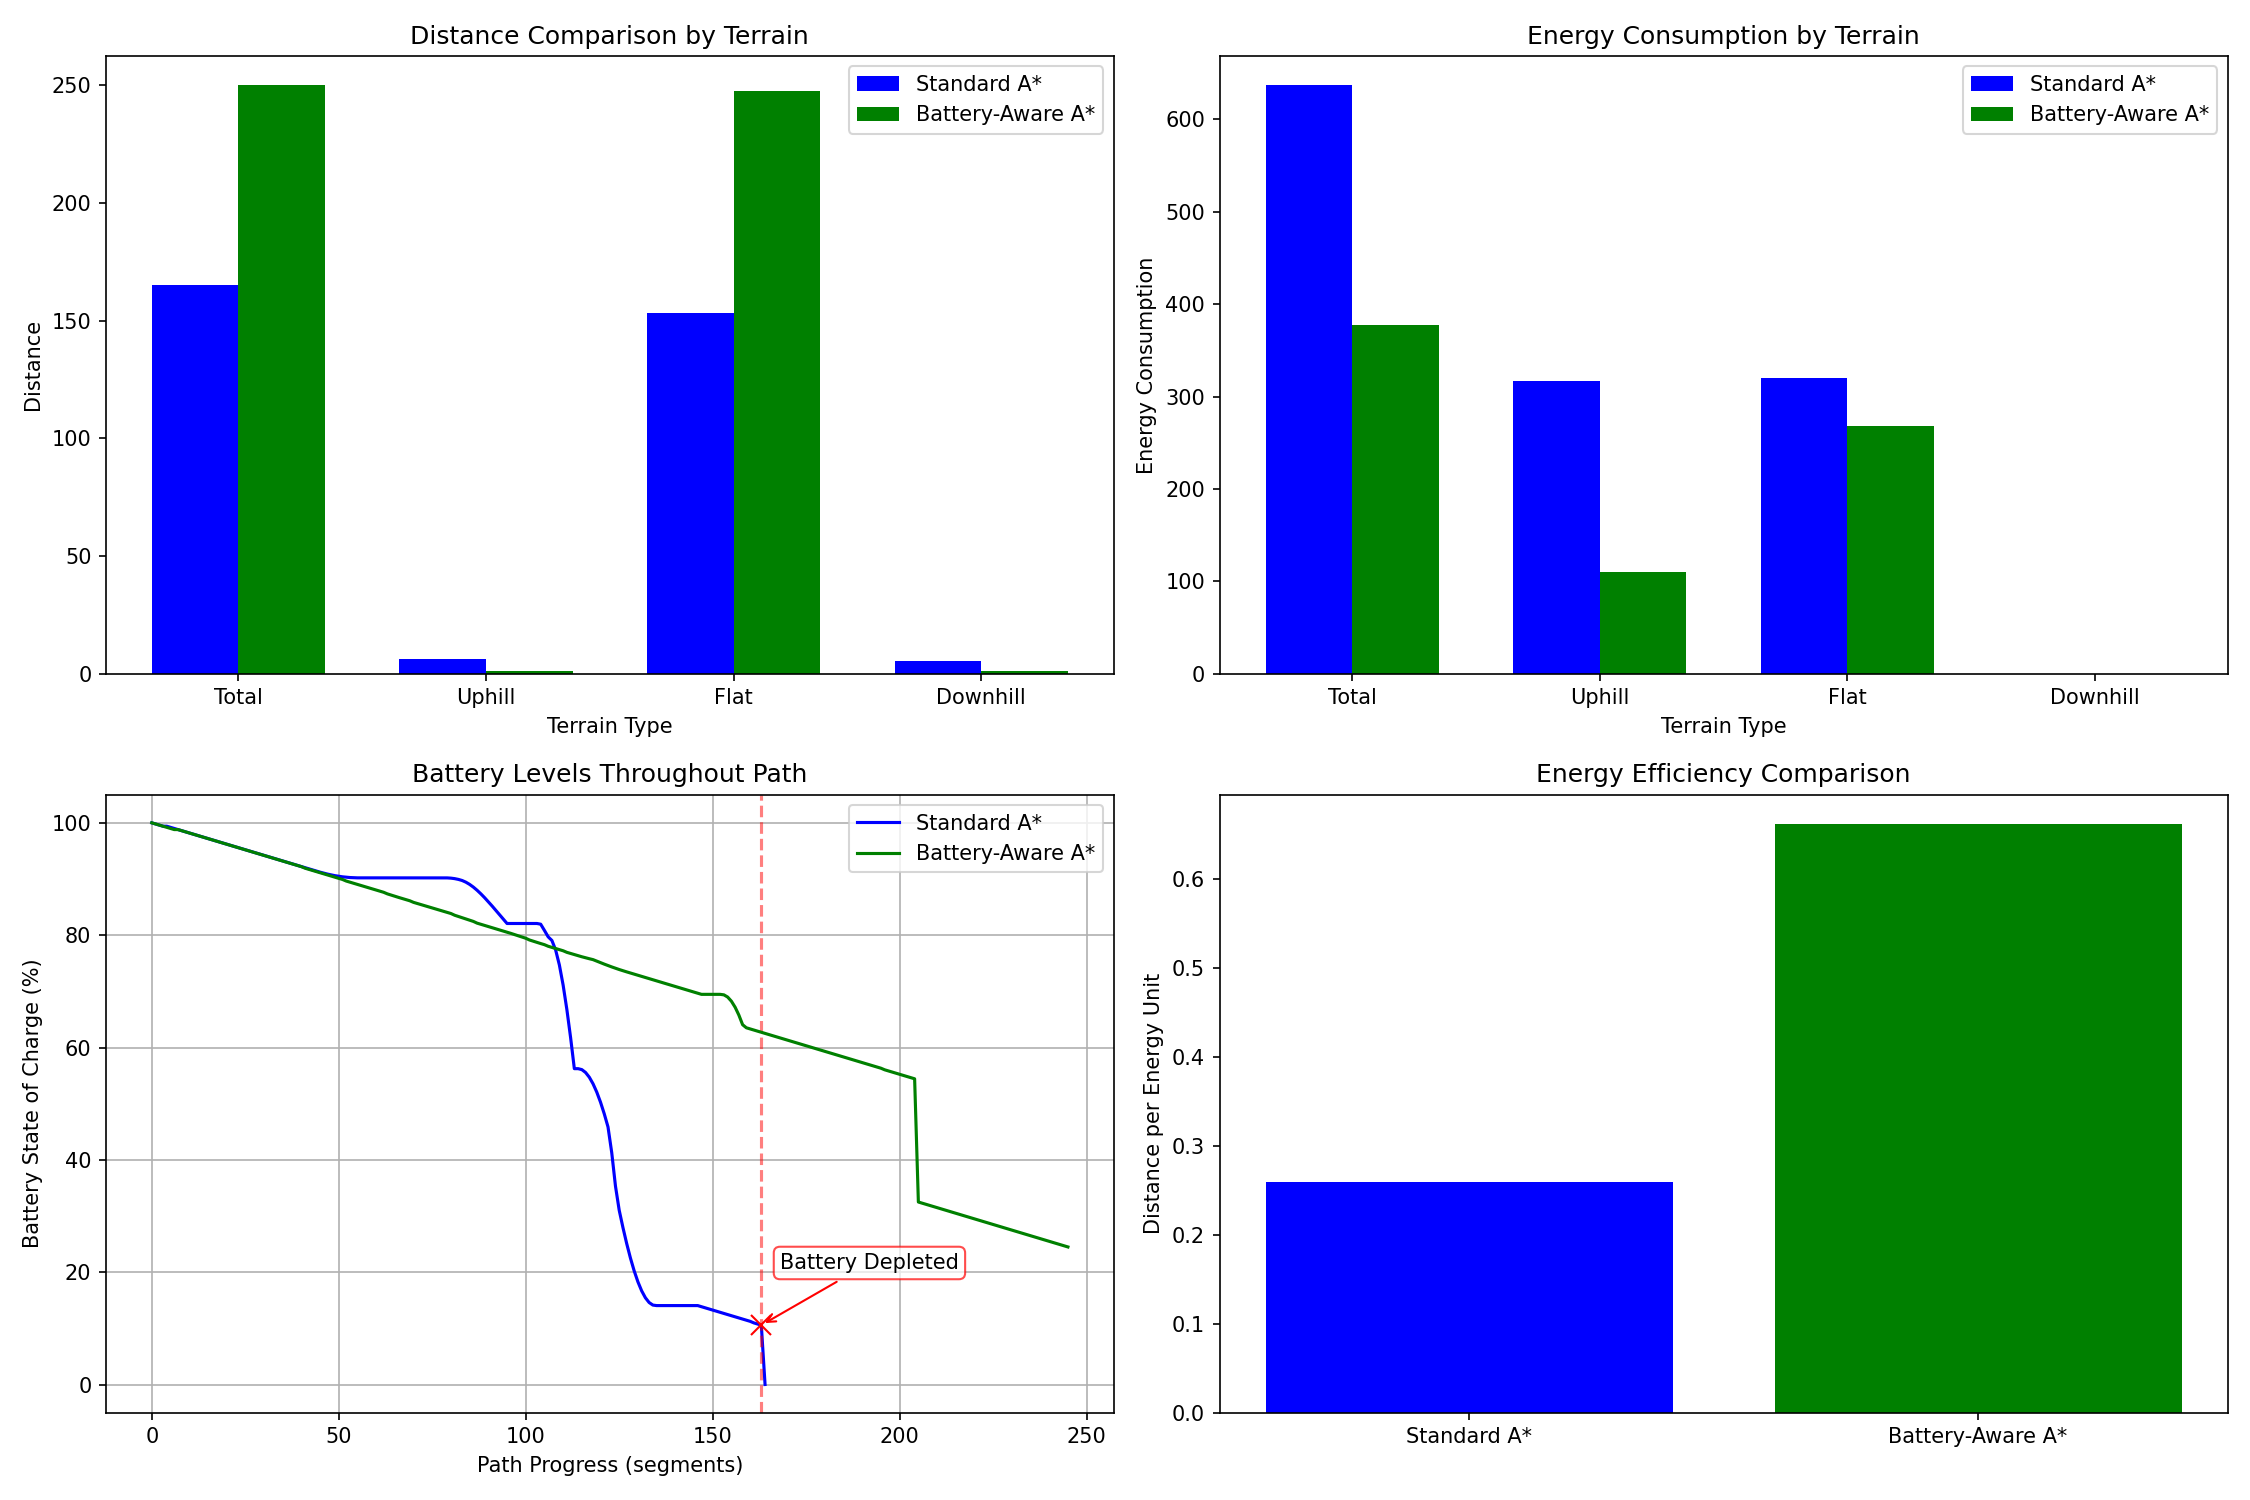 Distance Comparison by Terrain
250
200
150
100
50
0
Distance
Total
Uphill
Flat
Downhill
Terrain Type
Standard A*
Battery-Aware A*
Energy Consumption by Terrain
600
500
400
300
200
100
0
Energy Consumption
Total
Uphill
Flat
Downhill
Terrain Type
Standard A*
Battery-Aware A*
Battery Levels Throughout Path
100
80
60
40
20
0
Battery State of Charge (%)
0
50
100
150
200
250
Path Progress (segments)
Standard A*
Battery-Aware A*
Battery Depleted
Energy Efficiency Comparison
0.6
0.5
0.4
0.3
0.2
0.1
0.0
Distance per Energy Unit
Standard A*
Battery-Aware A*